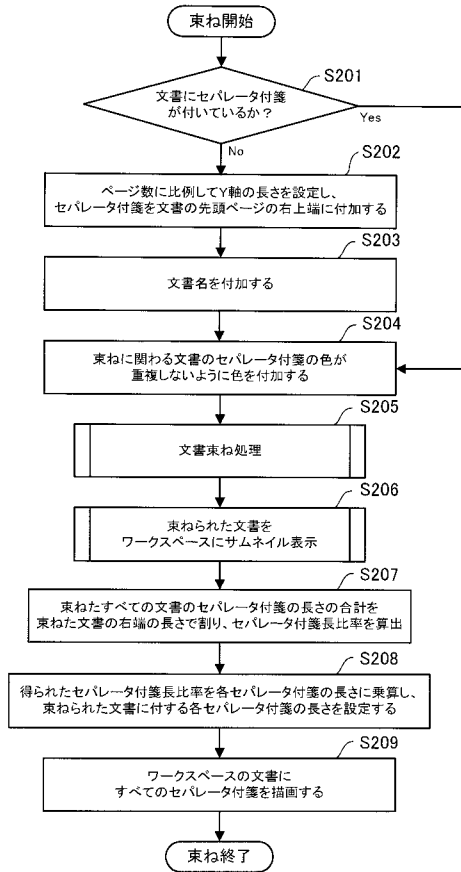 束ね開始
S201
文書にセパレータ付箋
が付いているか？
Yes
No
S202
ページ数に比例してY軸の長さを設定し、
セパレータ付箋を文書の先頭ページの右上端に付加する
S203
文書名を付加する
S204
束ねに関わる文書のセパレータ付箋の色が
重複しないように色を付加する
S205
文書束ね処理
S206
束ねられた文書を
ワークスペースにサムネイル表示
S207
束ねたすべての文書のセパレータ付箋の長さの合計を
束ねた文書の右端の長さで割り、セパレータ付箋長比率を算出
S208
得られたセパレータ付箋長比率を各セパレータ付箋の長さに乗算し、
束ねられた文書に付する各セパレータ付箋の長さを設定する
S209
ワークスペースの文書に
すべてのセパレータ付箋を描画する
束ね終了